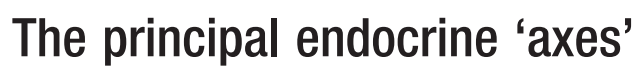 The principal endocrine ‘axes’